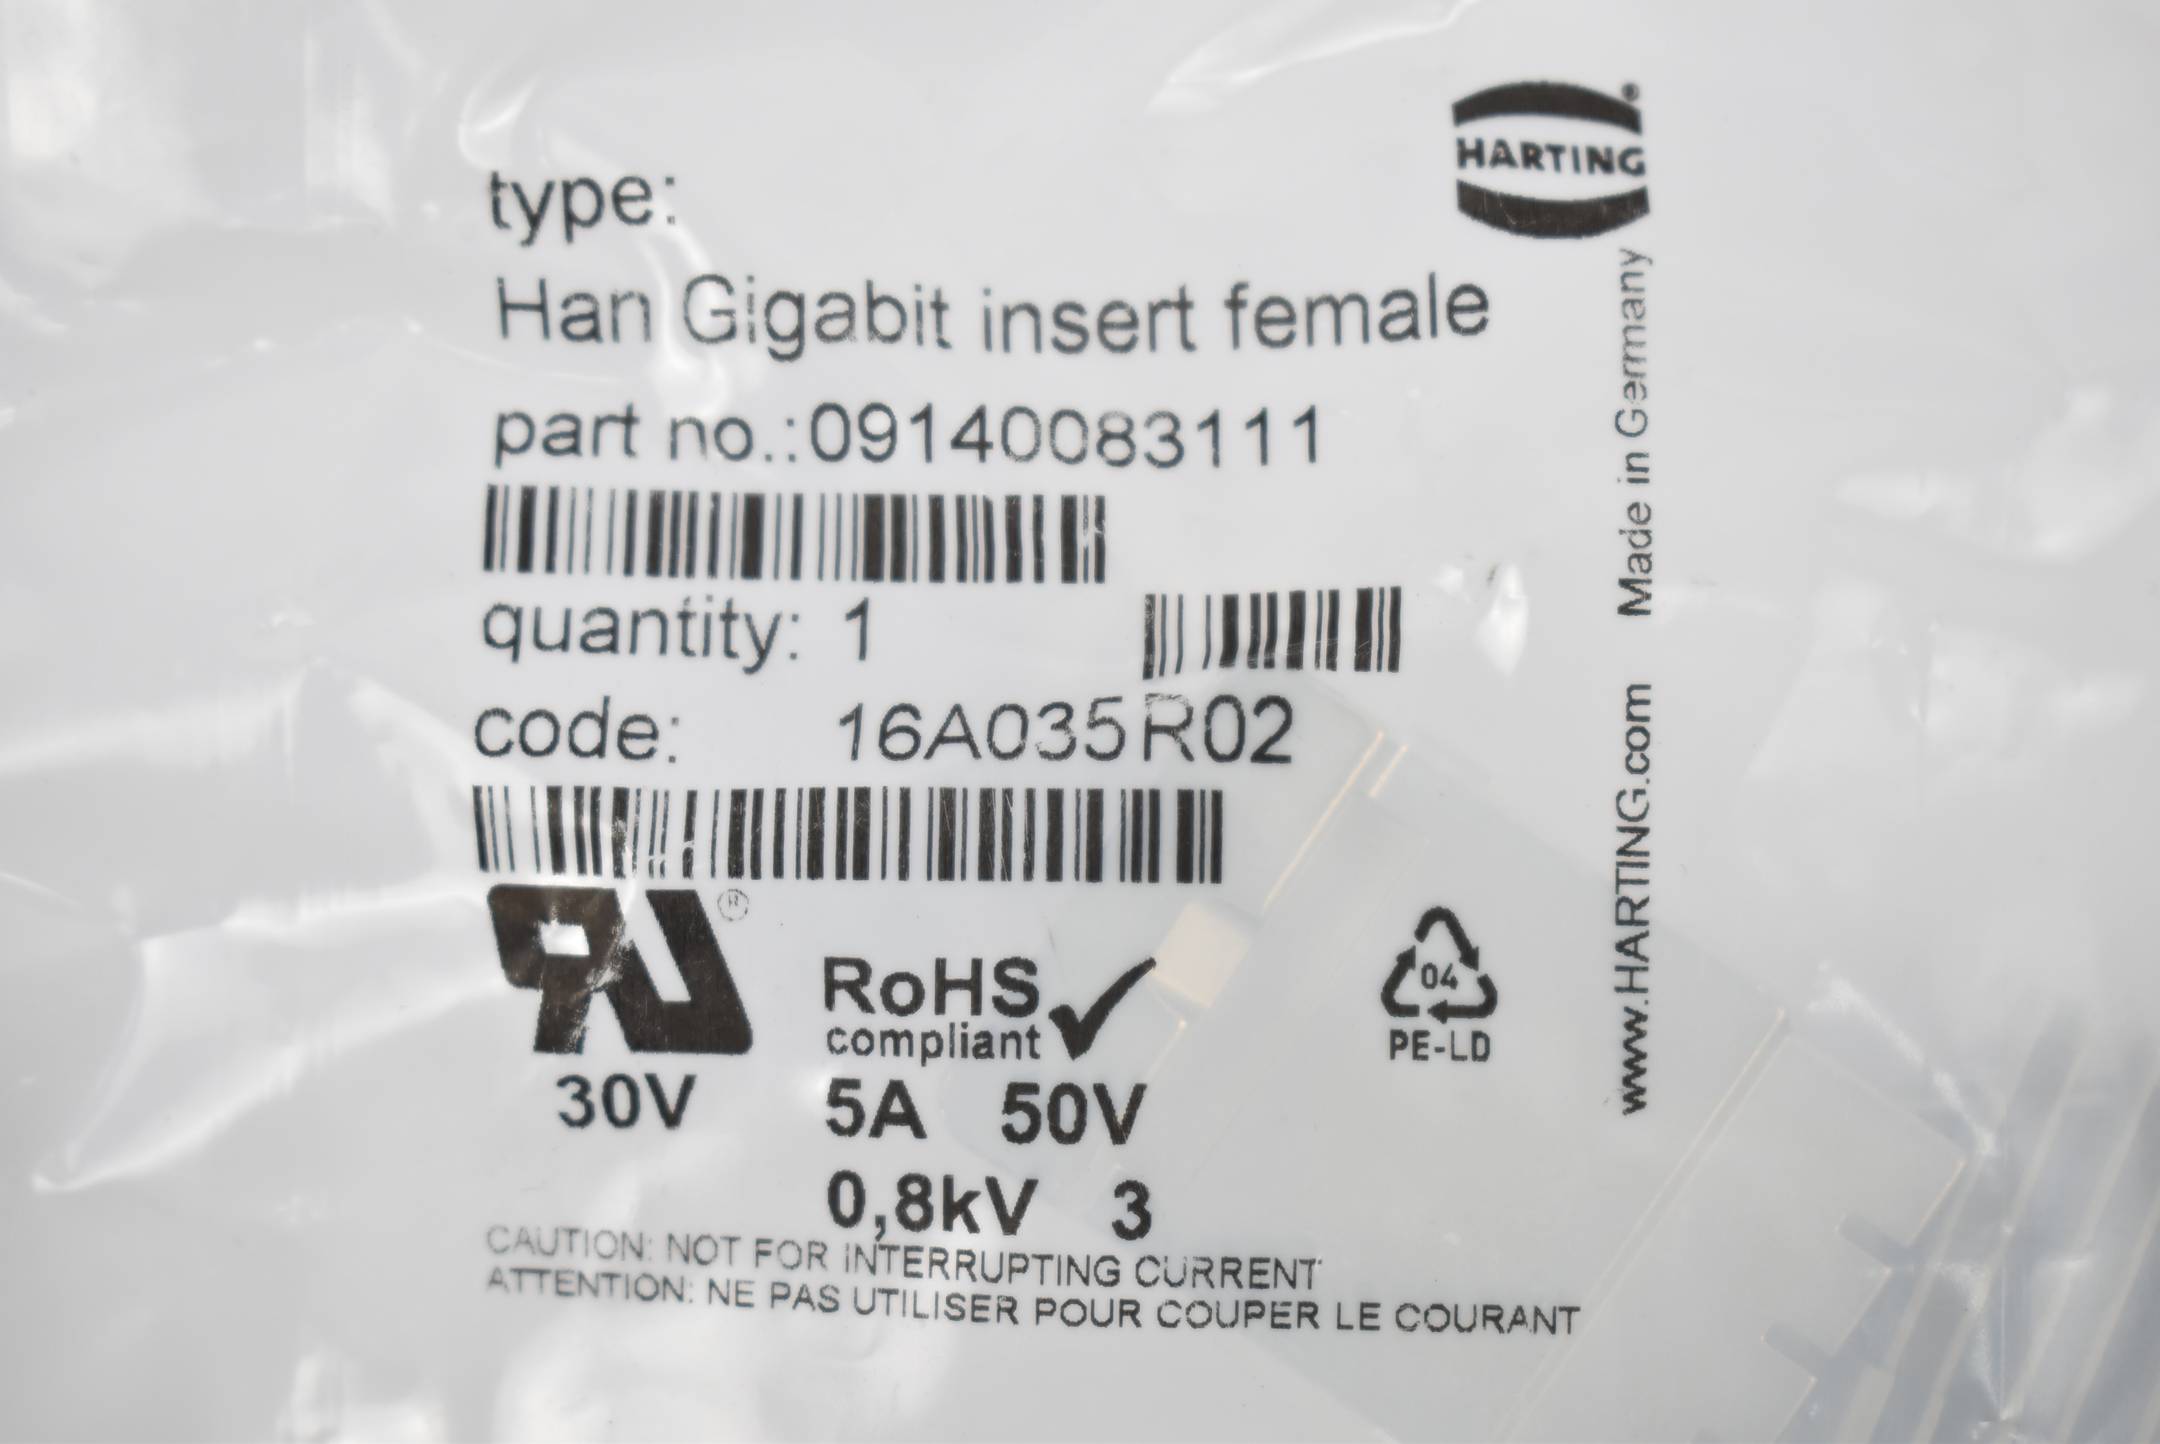 HARTING®
type:
Han Gigabit insert female
part no.:09140083111
quantity: 1
code: 16A035R02
®
RoHS
compliant
04
PE-LD
30V 5A 50V
0,8kV 3
CAUTION: NOT FOR INTERRUPTING CURRENT
ATTENTION: NE PAS UTILISER POUR COUPER LE COURANT
www.HARTING.com Made in Germany